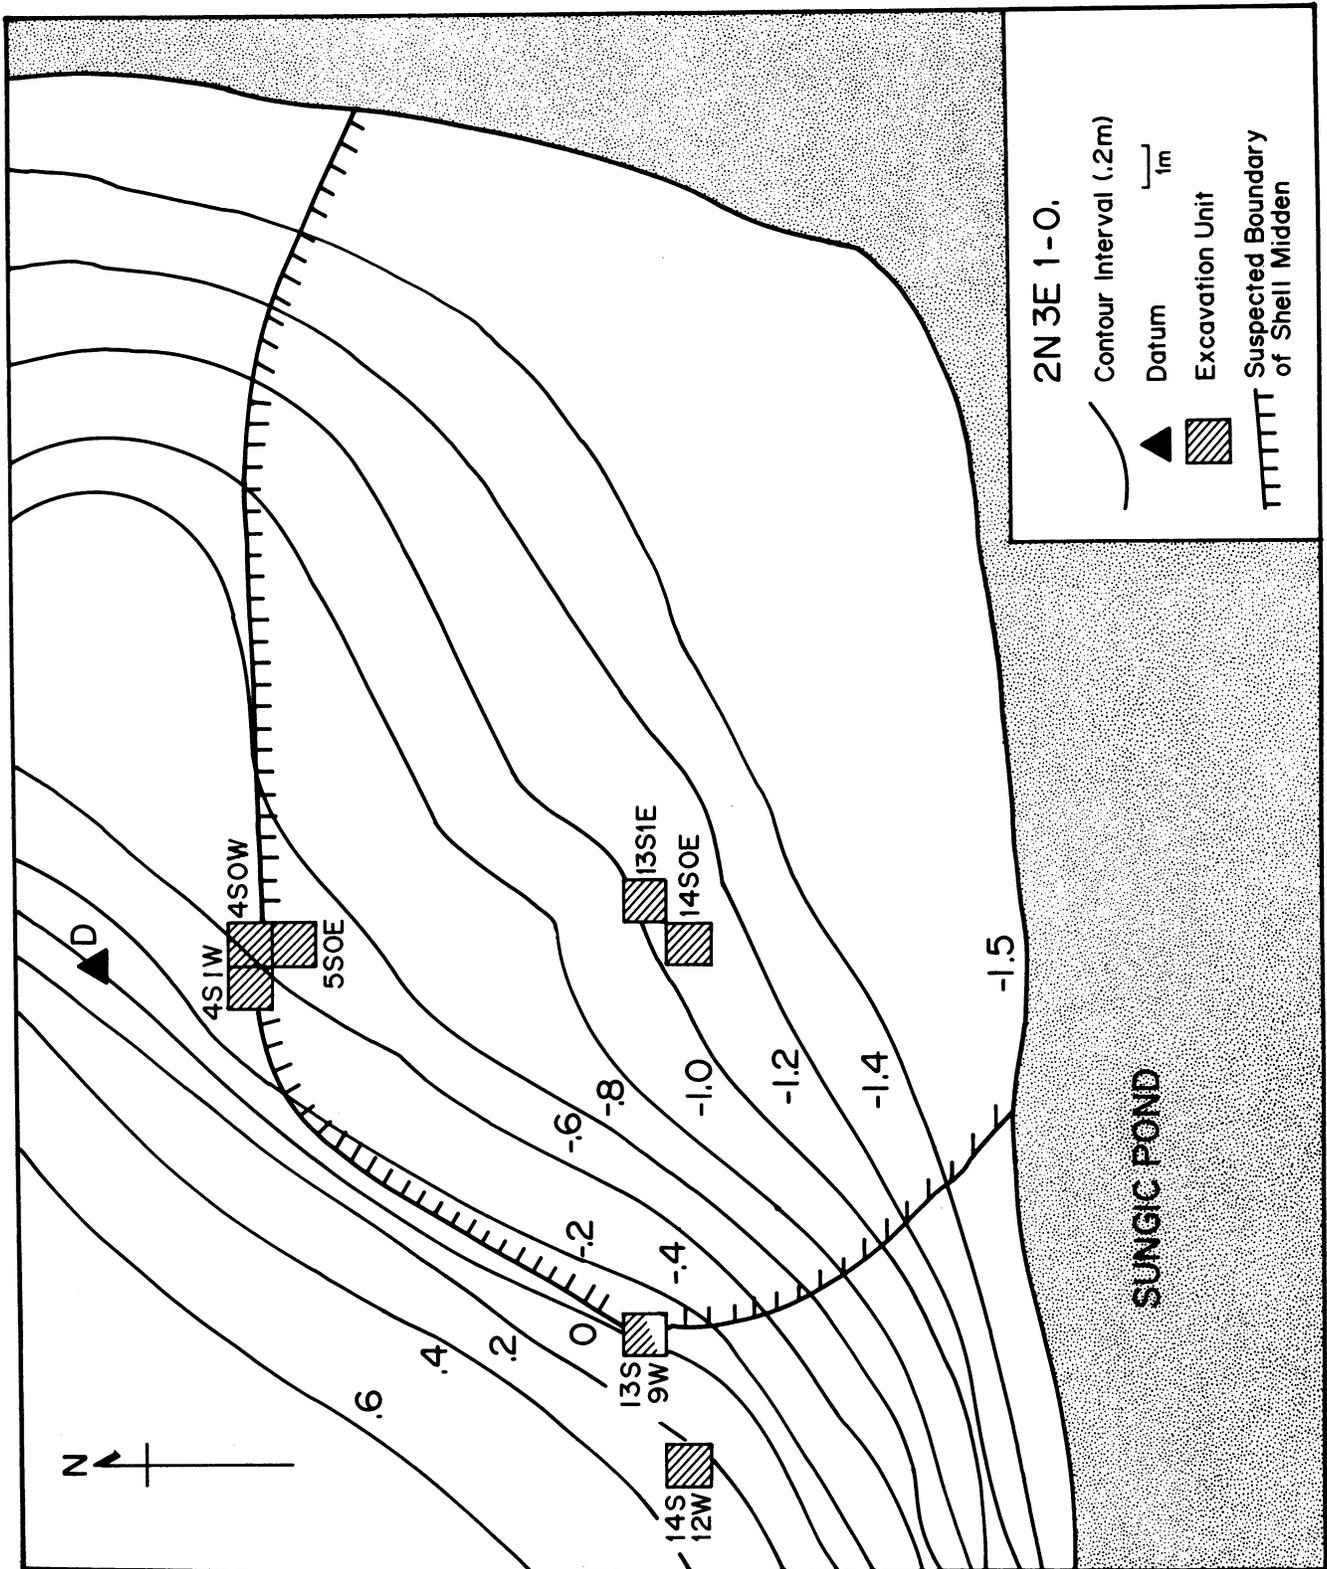 N
D
4S1W
4S0W
5S0E
13S1E
14S0E
13S
9W
14S
12W
.6
.4
.2
0
-.2
-.4
-.6
-.8
-1.0
-1.2
-1.4
-1.5
SUNGIC POND
2N 3E 1-O.
Contour Interval (.2m)
Datum
1m
Excavation Unit
Suspected Boundary
of Shell Midden